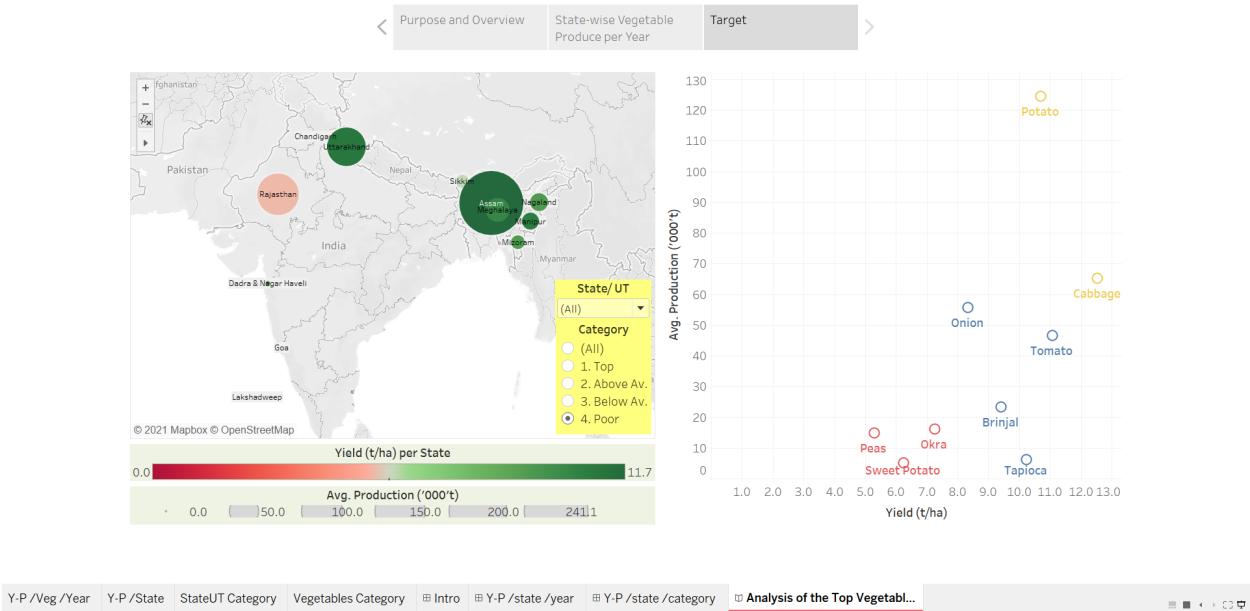 Purpose and Overview
State-wise Vegetable
Produce per Year
Target
fghanistan
Pakistan
Chandigarh
Uttarakhand
Nepal
Rajasthan
Sikkim
Assam
Meghalaya
Nagaland
Manipur
Mizoram
India
Myanmar
Dadra & Nagar Haveli
Goa
Lakshadweep
State/ UT
(All)
Category
(All)
1. Top
2. Above Av.
3. Below Av.
4. Poor
© 2021 Mapbox © OpenStreetMap
Yield (t/ha) per State
0.0
11.7
Avg. Production ('000't)
0.0
50.0
100.0
150.0
200.0
241.1
Avg. Production ('000't)
130
120
110
100
90
80
70
60
50
40
30
20
10
0
Potato
Cabbage
Onion
Tomato
Brinjal
Okra
Peas
Sweet Potato
Tapioca
1.0 2.0 3.0 4.0 5.0 6.0 7.0 8.0 9.0 10.0 11.0 12.0 13.0
Yield (t/ha)
Y-P /Veg /Year
Y-P /State
StateUT Category
Vegetables Category
Intro
Y-P /state /year
Y-P /state /category
Analysis of the Top Vegetabl...